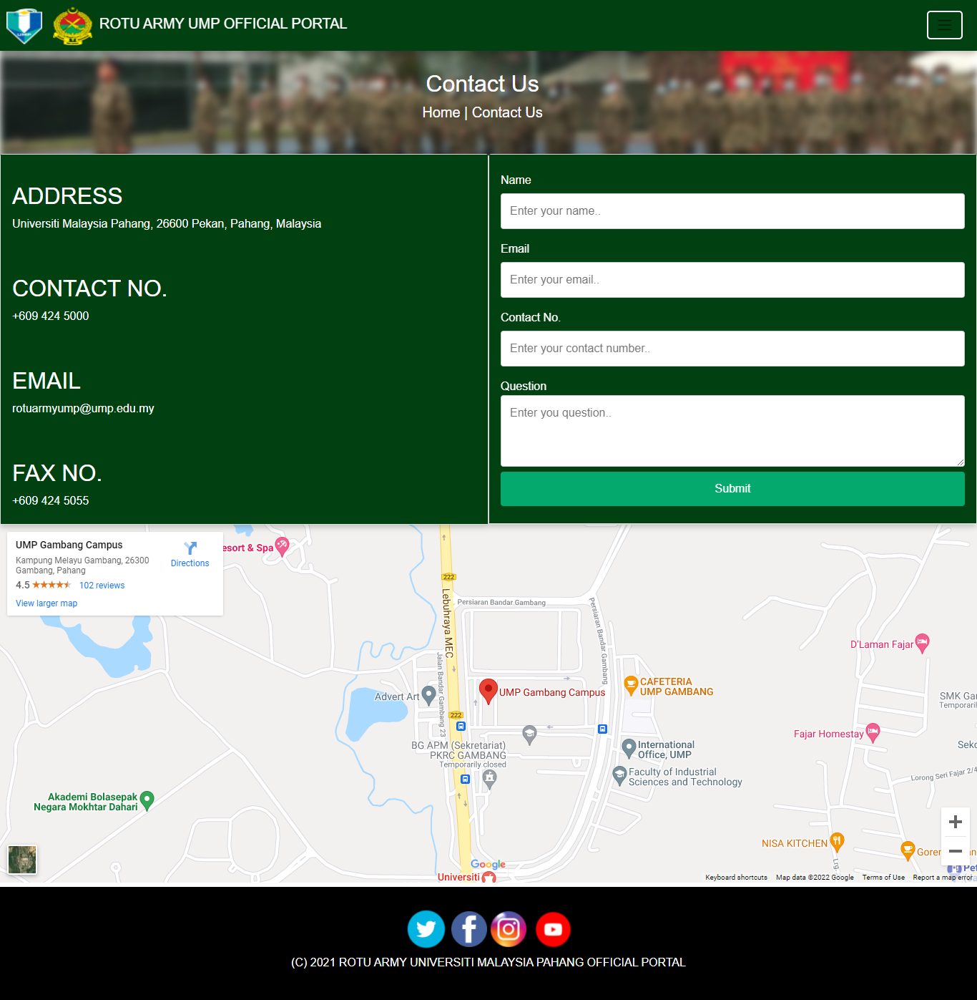 ROTU ARMY UMP OFFICIAL PORTAL
Contact Us
Home | Contact Us
ADDRESS
Universiti Malaysia Pahang, 26600 Pekan, Pahang, Malaysia
CONTACT NO.
+609 424 5000
EMAIL
rotuarmyump@ump.edu.my
FAX NO.
+609 424 5055
Name
Enter your name..
Email
Enter your email..
Contact No.
Enter your contact number..
Question
Enter you question..
Submit
UMP Gambang Campus
Kampung Melayu Gambang, 26300
Gambang, Pahang
Directions
4.5 102 reviews
View larger map
esort & Spa
222
Lebuhraya MEC
Persiaran Bandar Gambang
Persiaran Bandar Gambang
Jalan Bandar Gambang 23
D'Laman Fajar
CAFETERIA
UMP GAMBANG
Advert Art
UMP Gambang Campus
SMK Ga
Temporaril
222
Fajar Homestay
BG APM (Sekretariat)
PKRC GAMBANG
Temporarily closed
International
Office, UMP
Seko
Faculty of Industrial
Sciences and Technology
Lorong Seri Fajar 2/4
Akademi Bolasepak
Negara Mokhtar Dahari
NISA KITCHEN
Lrg.
Goren
an
Pet
Google
Universiti
Keyboard shortcuts Map data ©2022 Google Terms of Use Report a map error
(C) 2021 ROTU ARMY UNIVERSITI MALAYSIA PAHANG OFFICIAL PORTAL